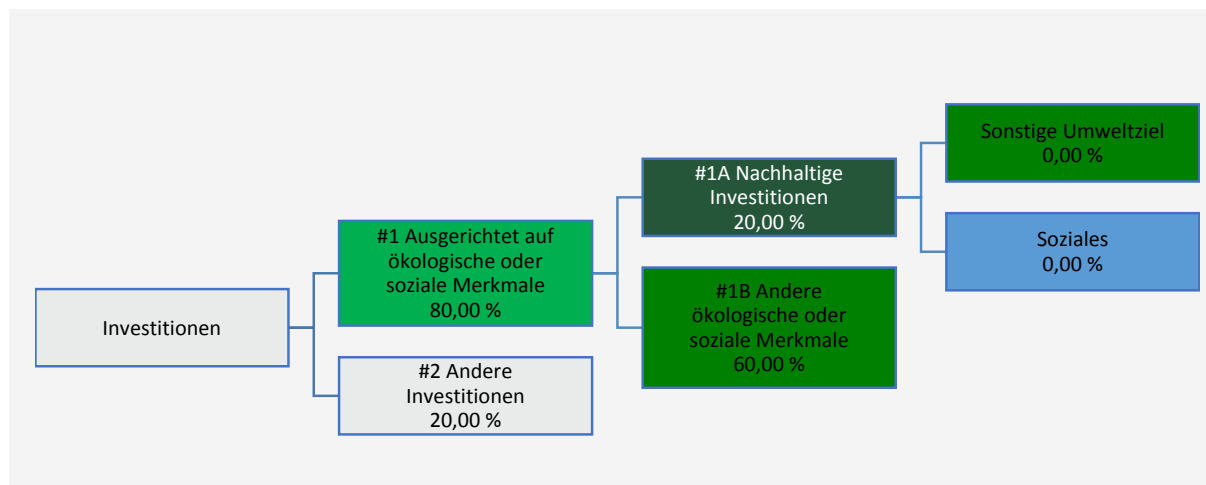 Investitionen
#1 Ausgerichtet auf
ökologische oder
soziale Merkmale
80,00 %
#2 Andere
Investitionen
20,00 %
#1A Nachhaltige
Investitionen
20,00 %
#1B Andere
ökologische oder
soziale Merkmale
60,00 %
Sonstige Umweltziel
0,00 %
Soziales
0,00 %